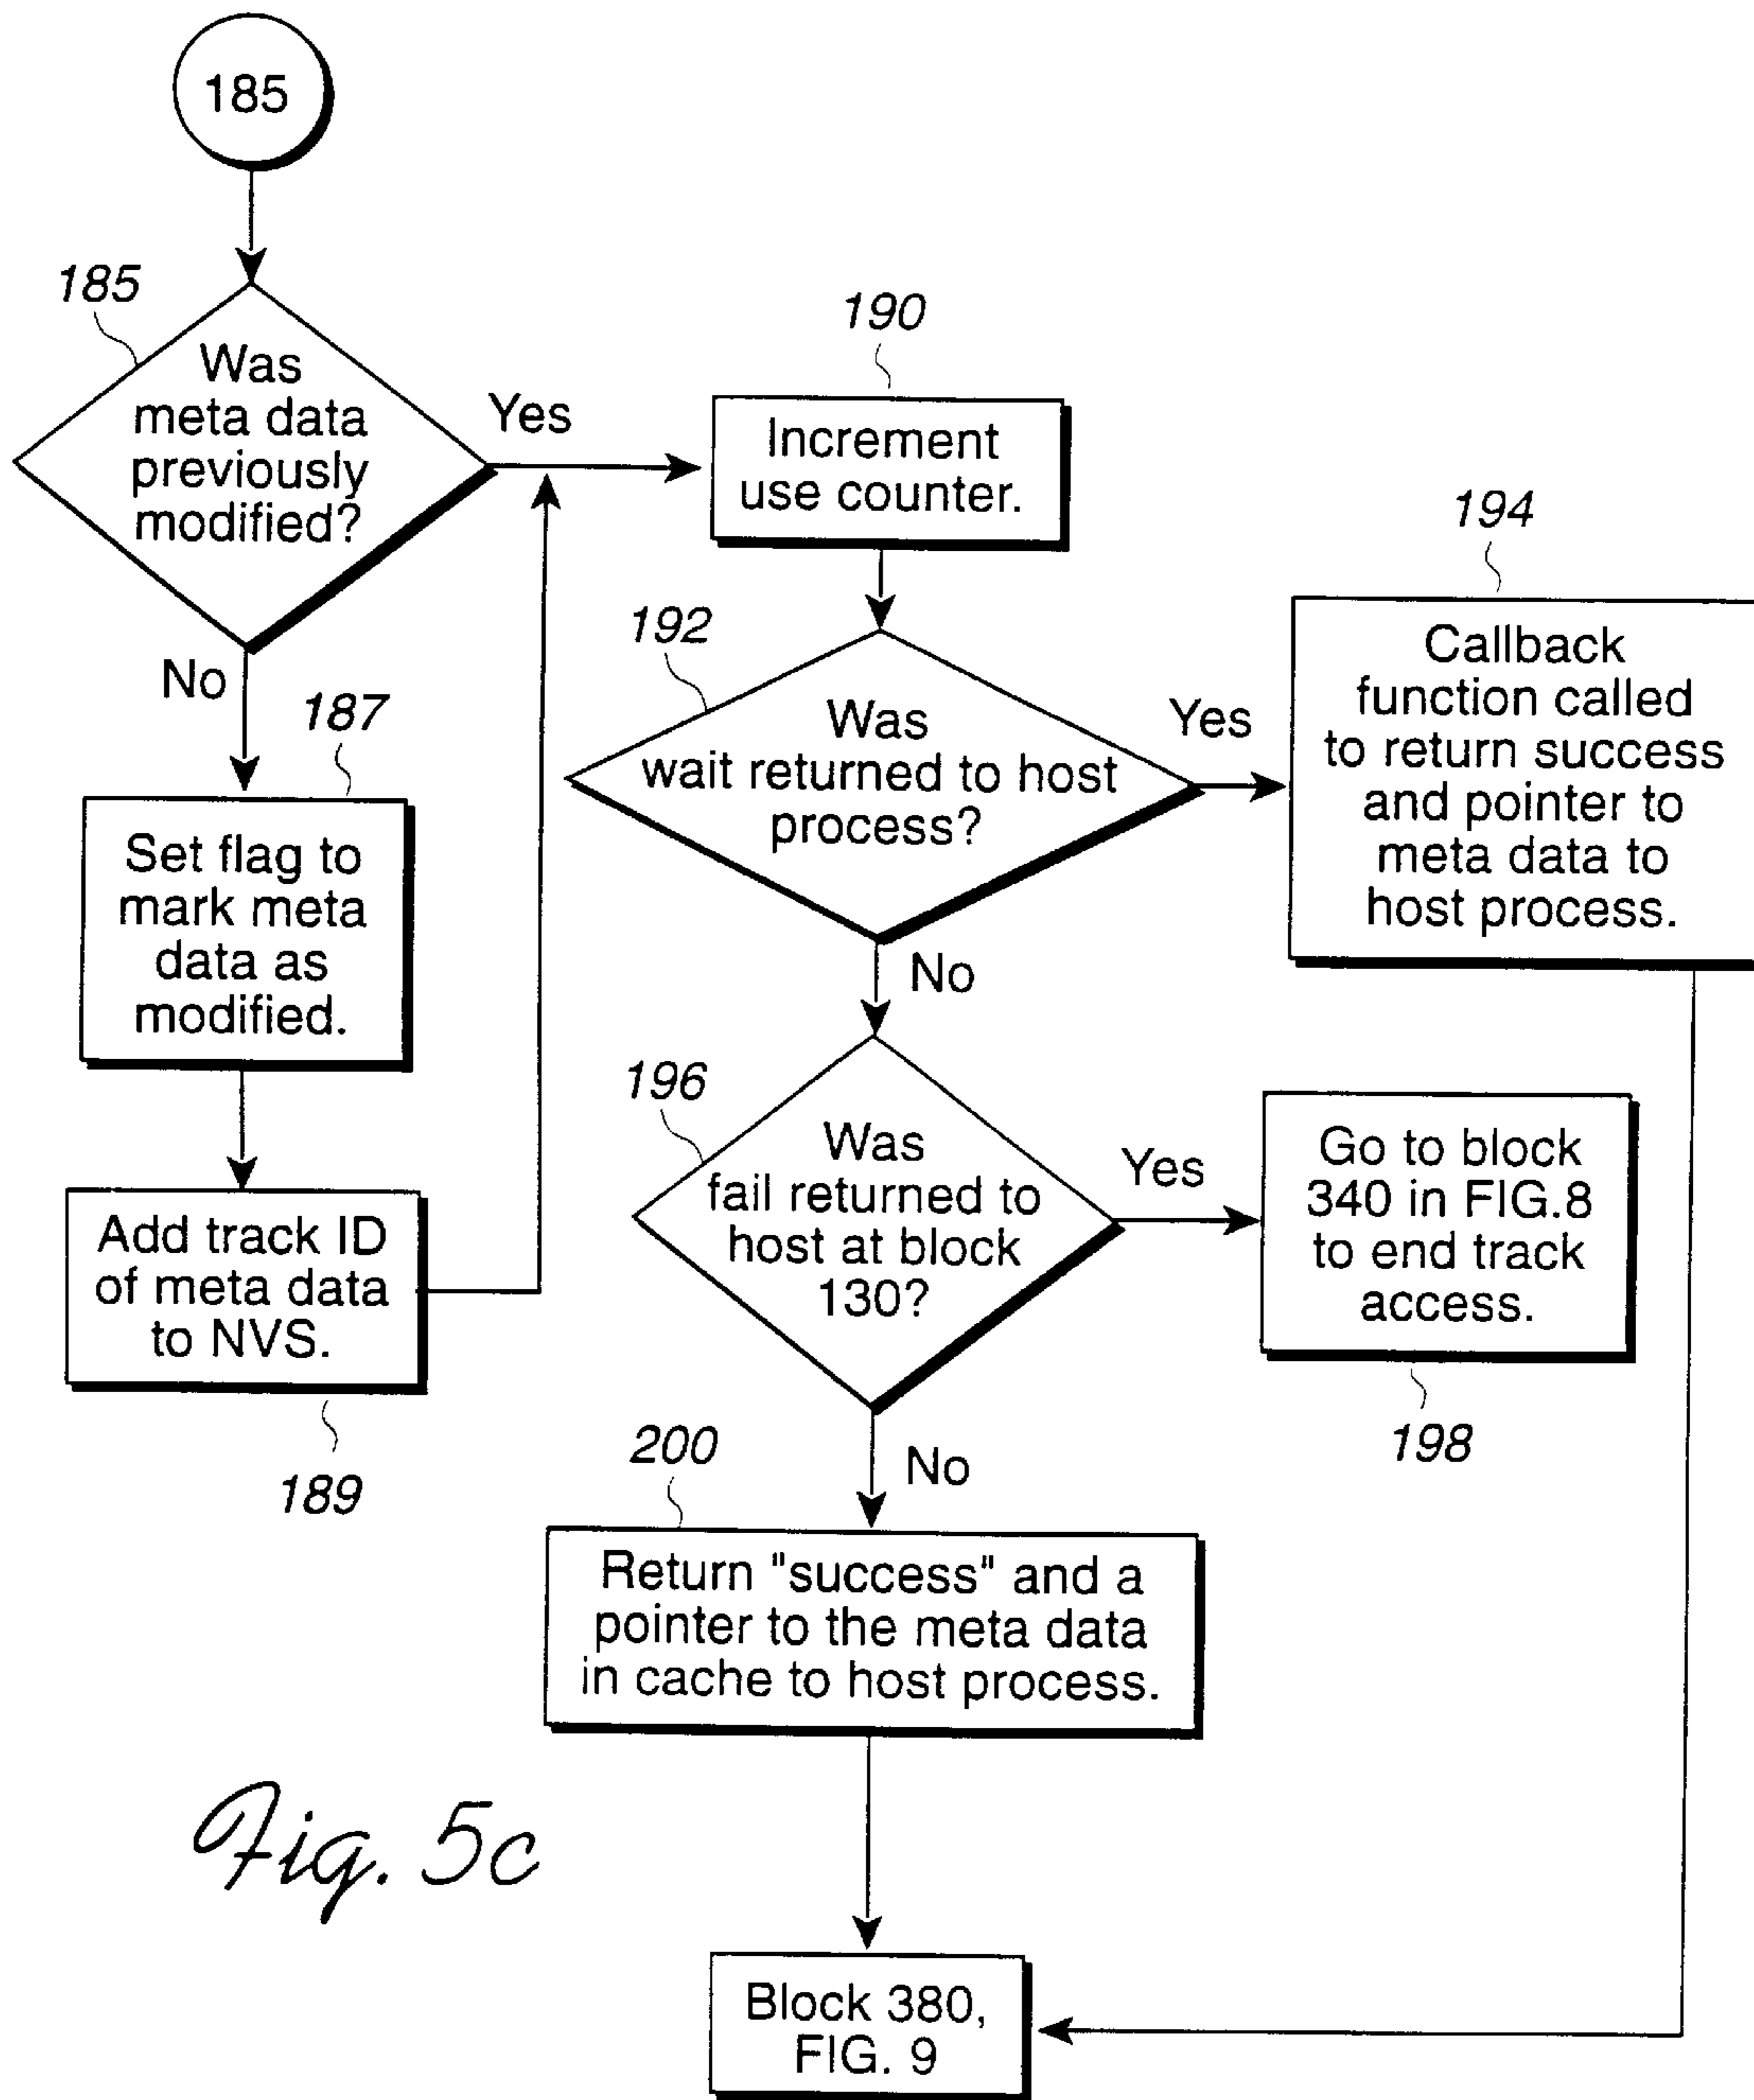 185
185
Was
meta data
previously
modified?
Yes
No
187
Set flag to
mark meta
data as
modified.
Add track ID
of meta data
to NVS.
189
190
Increment
use counter.
192
Was
wait returned to host
process?
Yes
No
194
Callback
function called
to return success
and pointer to
meta data to
host process.
196
Was
fail returned to
host at block
130?
Yes
No
Go to block
340 in FIG.8
to end track
access.
198
200
Return "success" and a
pointer to the meta data
in cache to host process.
Block 380,
FIG. 9
Fig. 5c